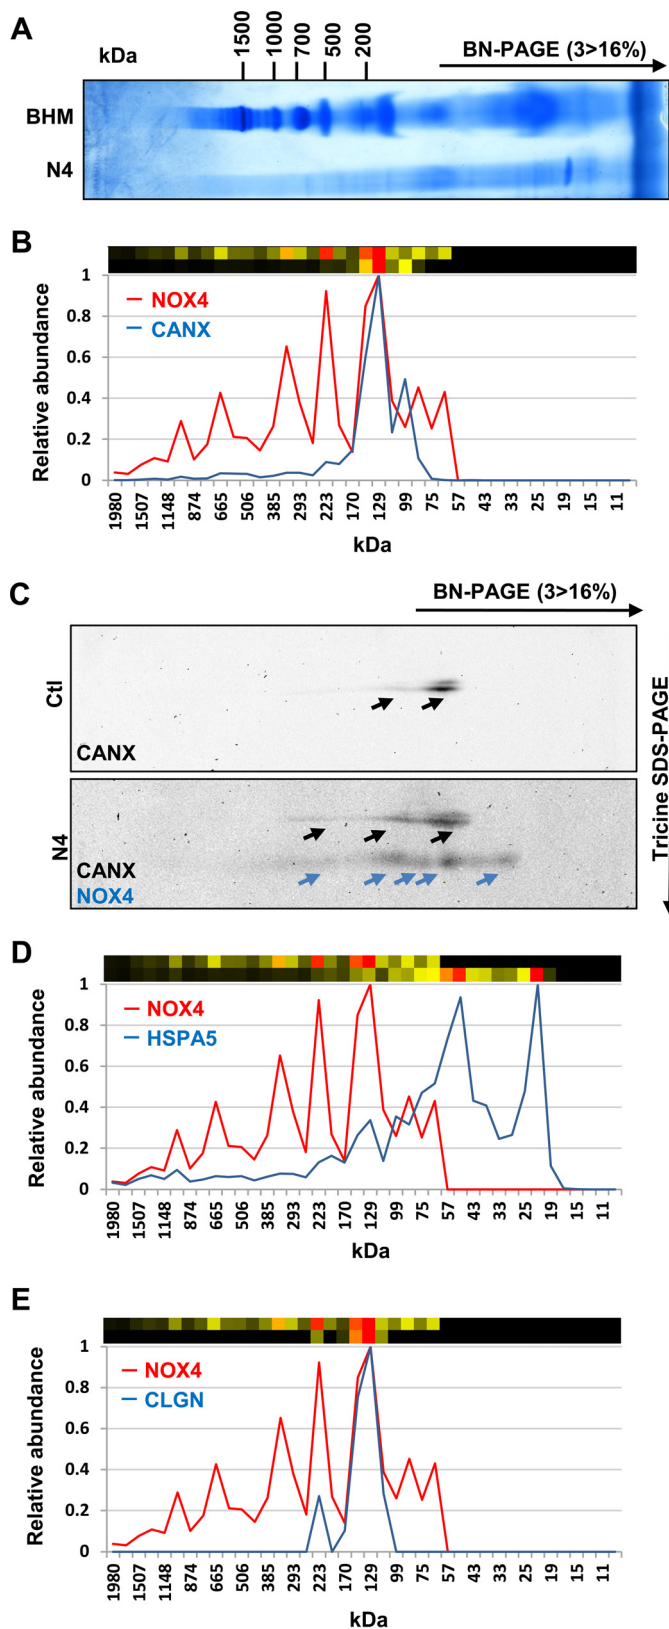 A
kDa
1500
1000
700
500
200
BN-PAGE (3>16%)
BHM
N4
B
NOX4
CANX
Relative abundance
1
0.8
0.6
0.4
0.2
0
1980 1507 1148 874 665 506 385 293 223 170 129 99 75 57 43 33 25 19 15 11
kDa
C
BN-PAGE (3>16%)
Ctl
CANX
N4
CANX
NOX4
Tricine SDS-PAGE
D
NOX4
HSPA5
Relative abundance
1
0.8
0.6
0.4
0.2
0
1980 1507 1148 874 665 506 385 293 223 170 129 99 75 57 43 33 25 19 15 11
kDa
E
NOX4
CLGN
Relative abundance
1
0.8
0.6
0.4
0.2
0
1980 1507 1148 874 665 506 385 293 223 170 129 99 75 57 43 33 25 19 15 11
kDa